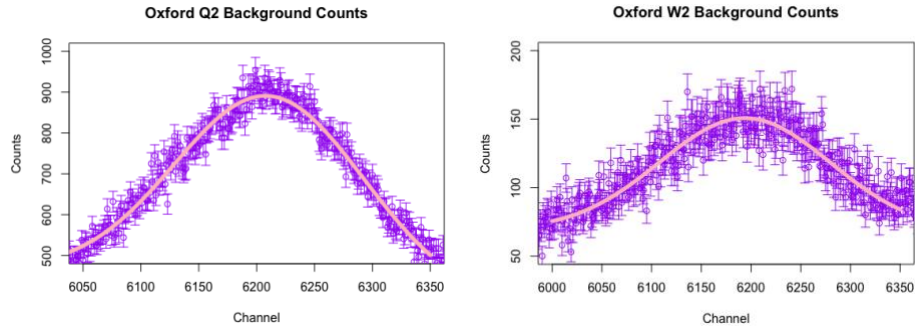 Oxford Q2 Background Counts
Counts
1000
900
800
700
600
500
6050 6100 6150 6200 6250 6300 6350
Channel
Oxford W2 Background Counts
Counts
200
150
100
50
6000 6050 6100 6150 6200 6250 6300 6350
Channel